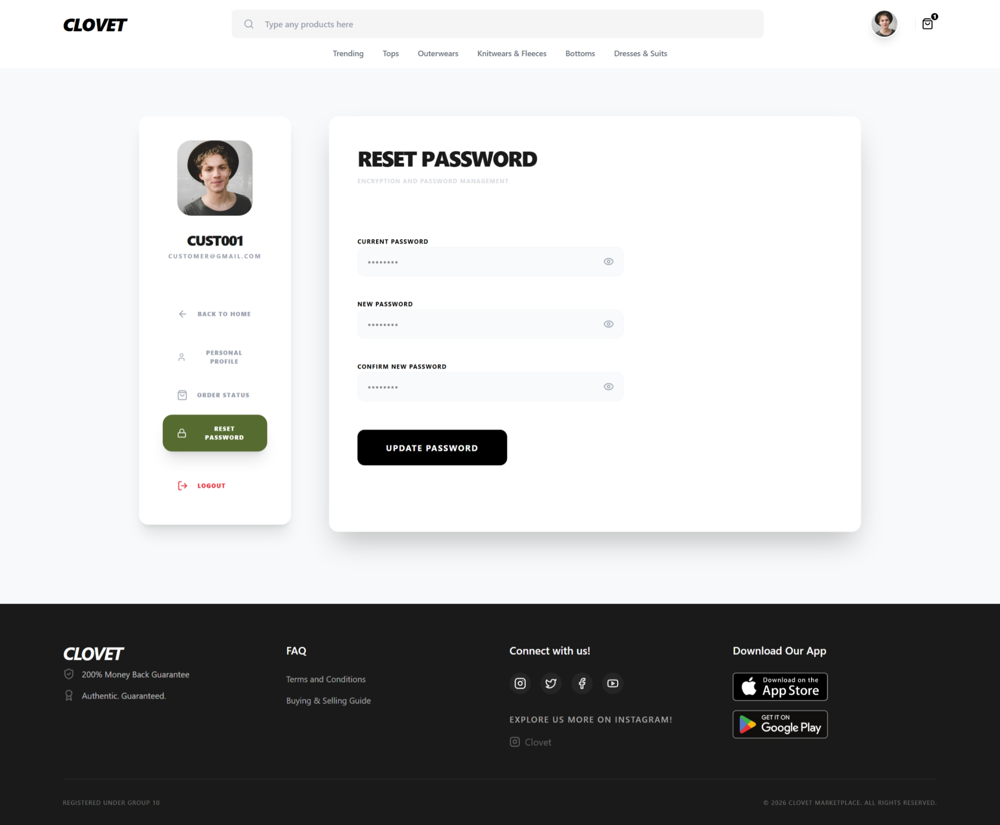 CLOVET
Type any products here
1
Trending Tops Outerwears Knitwears & Fleeces Bottoms Dresses & Suits
CUST001
CUSTOMER@GMAIL.COM
BACK TO HOME
PERSONAL
PROFILE
ORDER STATUS
RESET
PASSWORD
LOGOUT
RESET PASSWORD
ENCRYPTION AND PASSWORD MANAGEMENT
CURRENT PASSWORD
••••••••
NEW PASSWORD
••••••••
CONFIRM NEW PASSWORD
••••••••
UPDATE PASSWORD
CLOVET
200% Money Back Guarantee
Authentic. Guaranteed.
FAQ
Terms and Conditions
Buying & Selling Guide
Connect with us!
EXPLORE US MORE ON INSTAGRAM!
Clovet
Download Our App
Download on the
App Store
GET IT ON
Google Play
REGISTERED UNDER GROUP 10
© 2026 CLOVET MARKETPLACE. ALL RIGHTS RESERVED.